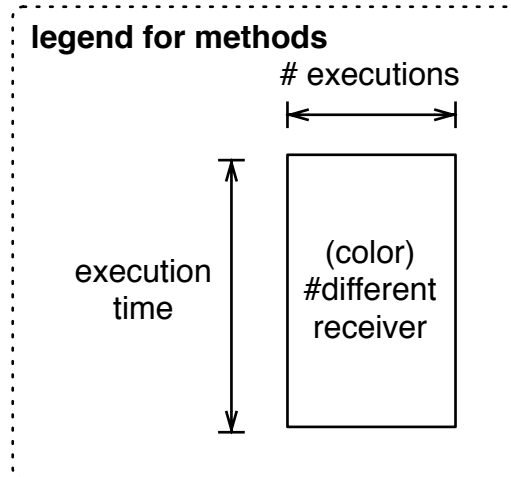 legend for methods
# executions
execution
time
(color)
#different
receiver